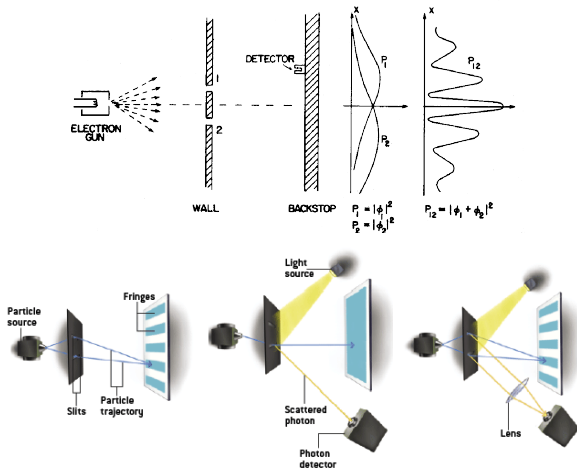 X
X
1
DETECTOR
P₁
P₁₂
ELECTRON
GUN
2
P₂
WALL
BACKSTOP
P₁ = |ϕ₁|²
P₂ = |ϕ₂|²
P₁₂ = |ϕ₁ + ϕ₂|²
Light
source
Particle
source
Fringes
Slits
Particle
trajectory
Scattered
photon
Photon
detector
Lens